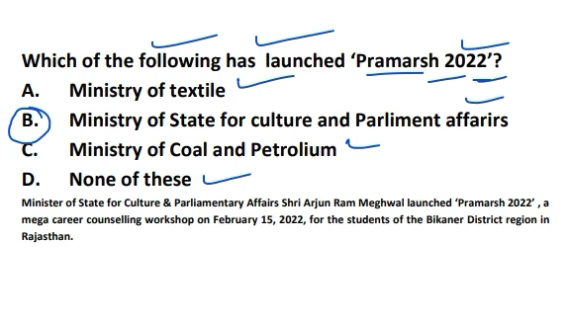 Which of the following has launched ‘Pramarsh 2022’?
A. Ministry of textile
B. Ministry of State for culture and Parliment affarirs
C. Ministry of Coal and Petrolium
D. None of these
Minister of State for Culture & Parliamentary Affairs Shri Arjun Ram Meghwal launched ‘Pramarsh 2022’ , a
mega career counselling workshop on February 15, 2022, for the students of the Bikaner District region in
Rajasthan.